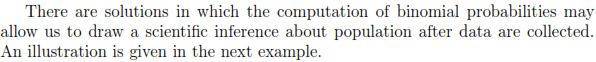 There are solutions in which the computation of binomial probabilities may
allow us to draw a scientific inference about population after data are collected.
An illustration is given in the next example.